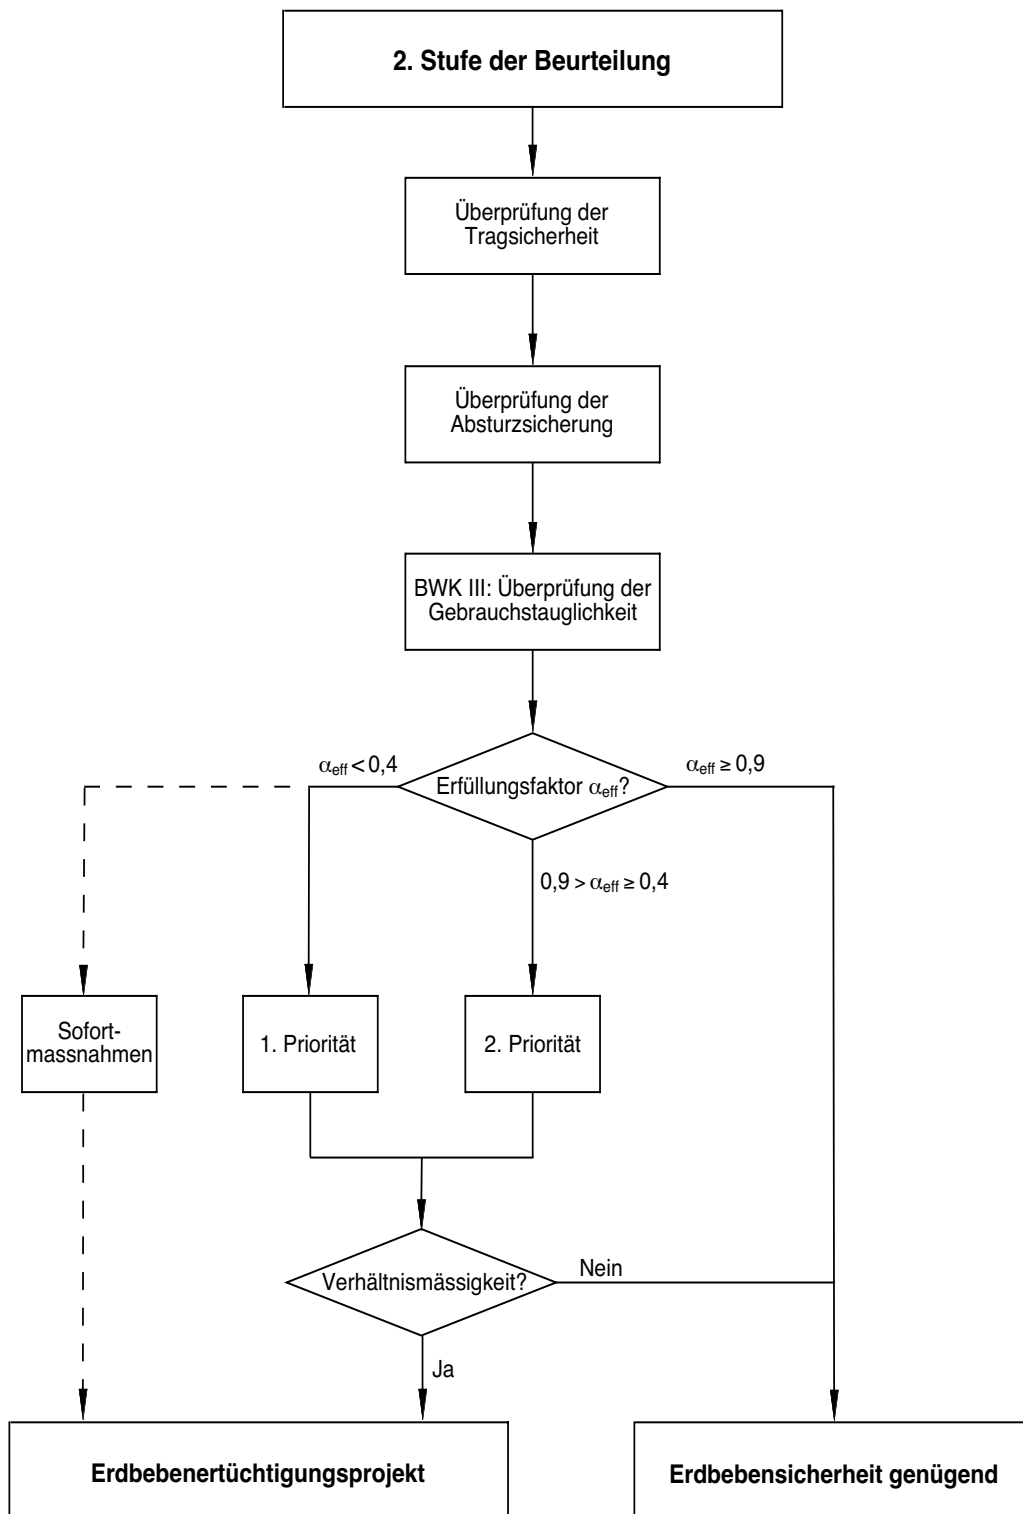 2. Stufe der Beurteilung
Überprüfung der
Tragsicherheit
Überprüfung der
Absturzsicherung
BWK III: Überprüfung der
Gebrauchstauglichkeit
αeff < 0,4
Erfüllungsfaktor αeff?
αeff ≥ 0,9
0,9 > αeff ≥ 0,4
Sofort-
massnahmen
1. Priorität
2. Priorität
Verhältnismässigkeit?
Nein
Ja
Erdbebenertüchtigungsprojekt
Erdbebensicherheit genügend